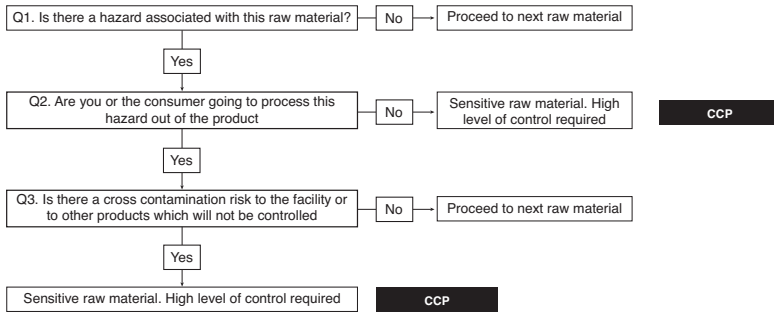 Q1. Is there a hazard associated with this raw material?
No
Proceed to next raw material
Yes
Q2. Are you or the consumer going to process this
hazard out of the product
No
Sensitive raw material. High
level of control required
CCP
Yes
Q3. Is there a cross contamination risk to the facility or
to other products which will not be controlled
No
Proceed to next raw material
Yes
Sensitive raw material. High level of control required
CCP